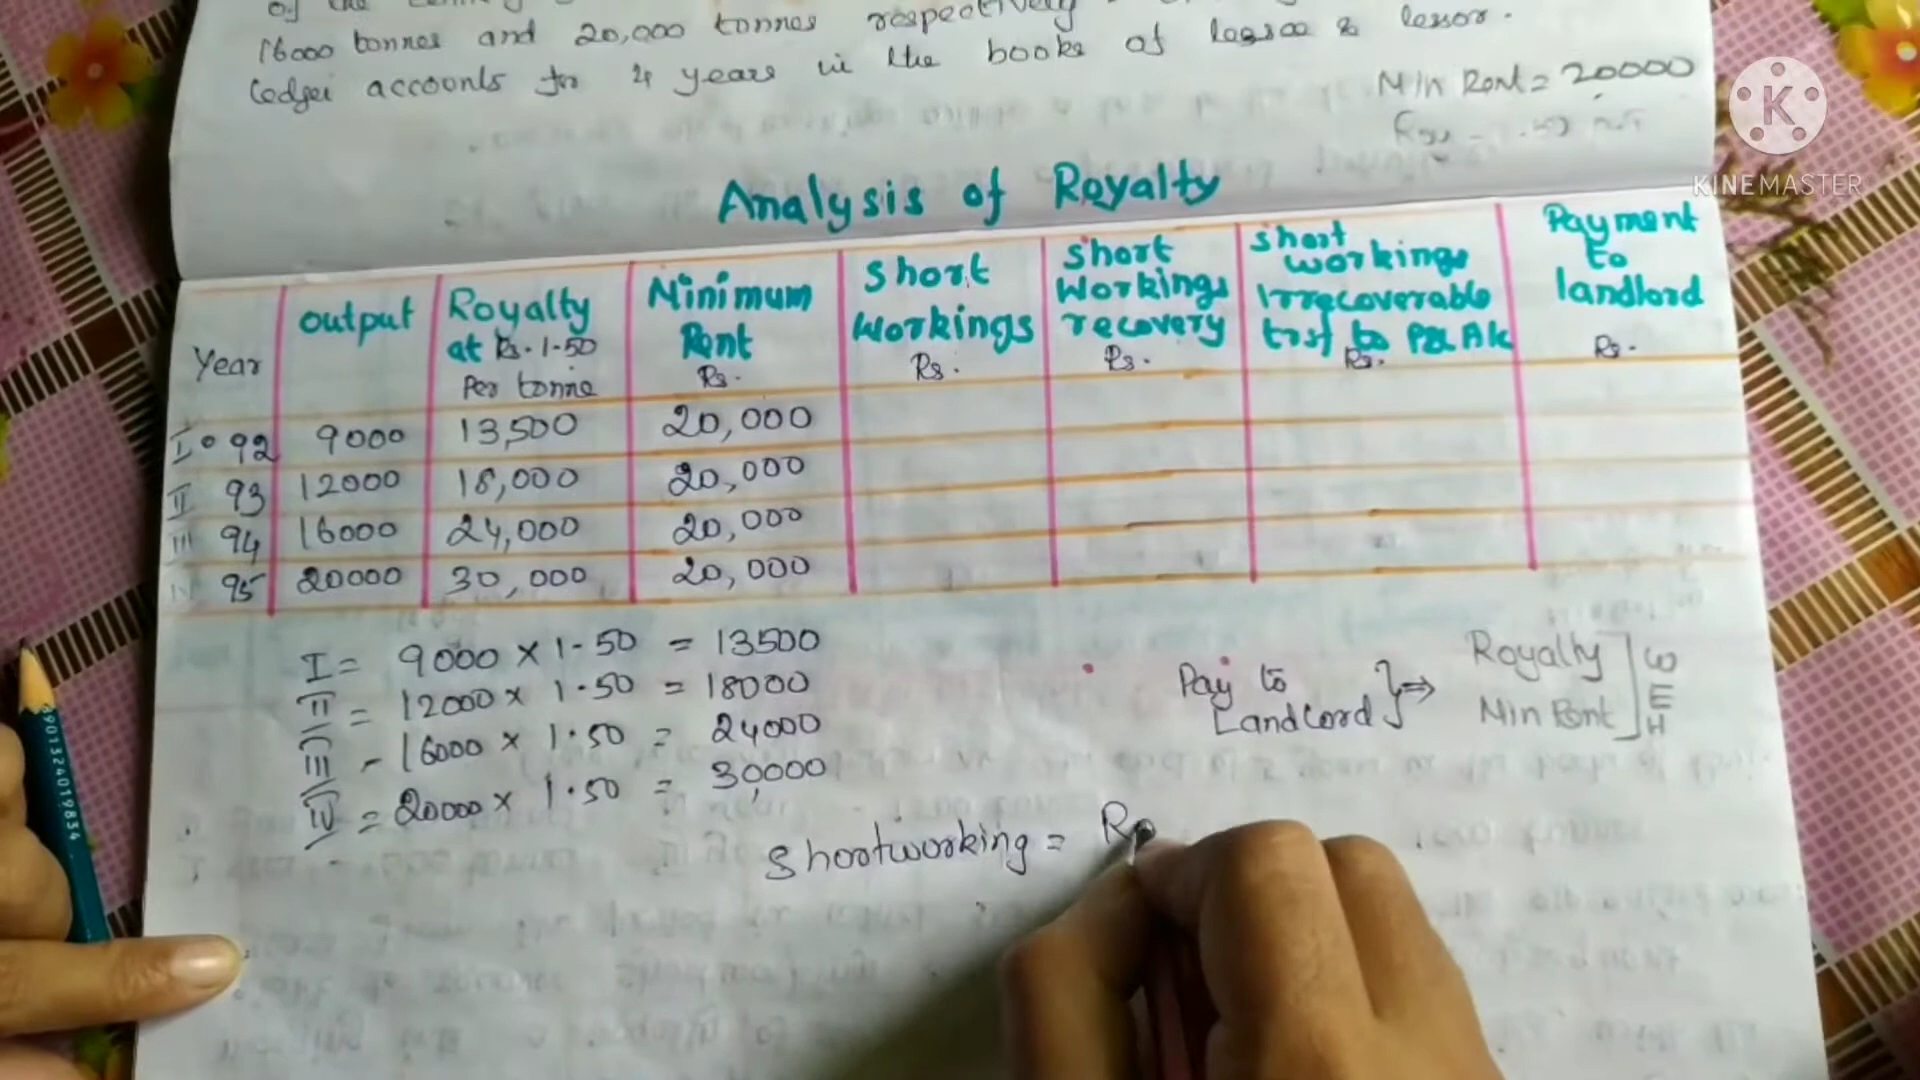 16000 tonnes and 20,000 tonnes respectively
ledger accounts for 4 years in the books of lessee & lessor.
Min Rent = 20000
K
KINEMASTER
Analysis of Royalty
Year
output
Royalty at Rs. 1-50 Per tonne
Minimum Rent Rs.
Short workings Rs.
Short workings recovery Rs.
Short workings Irrecoverable trsf to P&L A/c Rs.
Payment to landlord Rs.
I 92 9000 13,500 20,000
II 93 12000 18,000 20,000
III 94 16000 24,000 20,000
IV 95 20000 30,000 20,000
I = 9000 x 1-50 = 13500
II = 12000 x 1.50 = 18000
III - 16000 x 1.50 = 24000
IV = 20000 x 1.50 = 30,000
Pay to Landlord } ⇒ Royalty
Min Rent
Shortworking = R
8901324019834